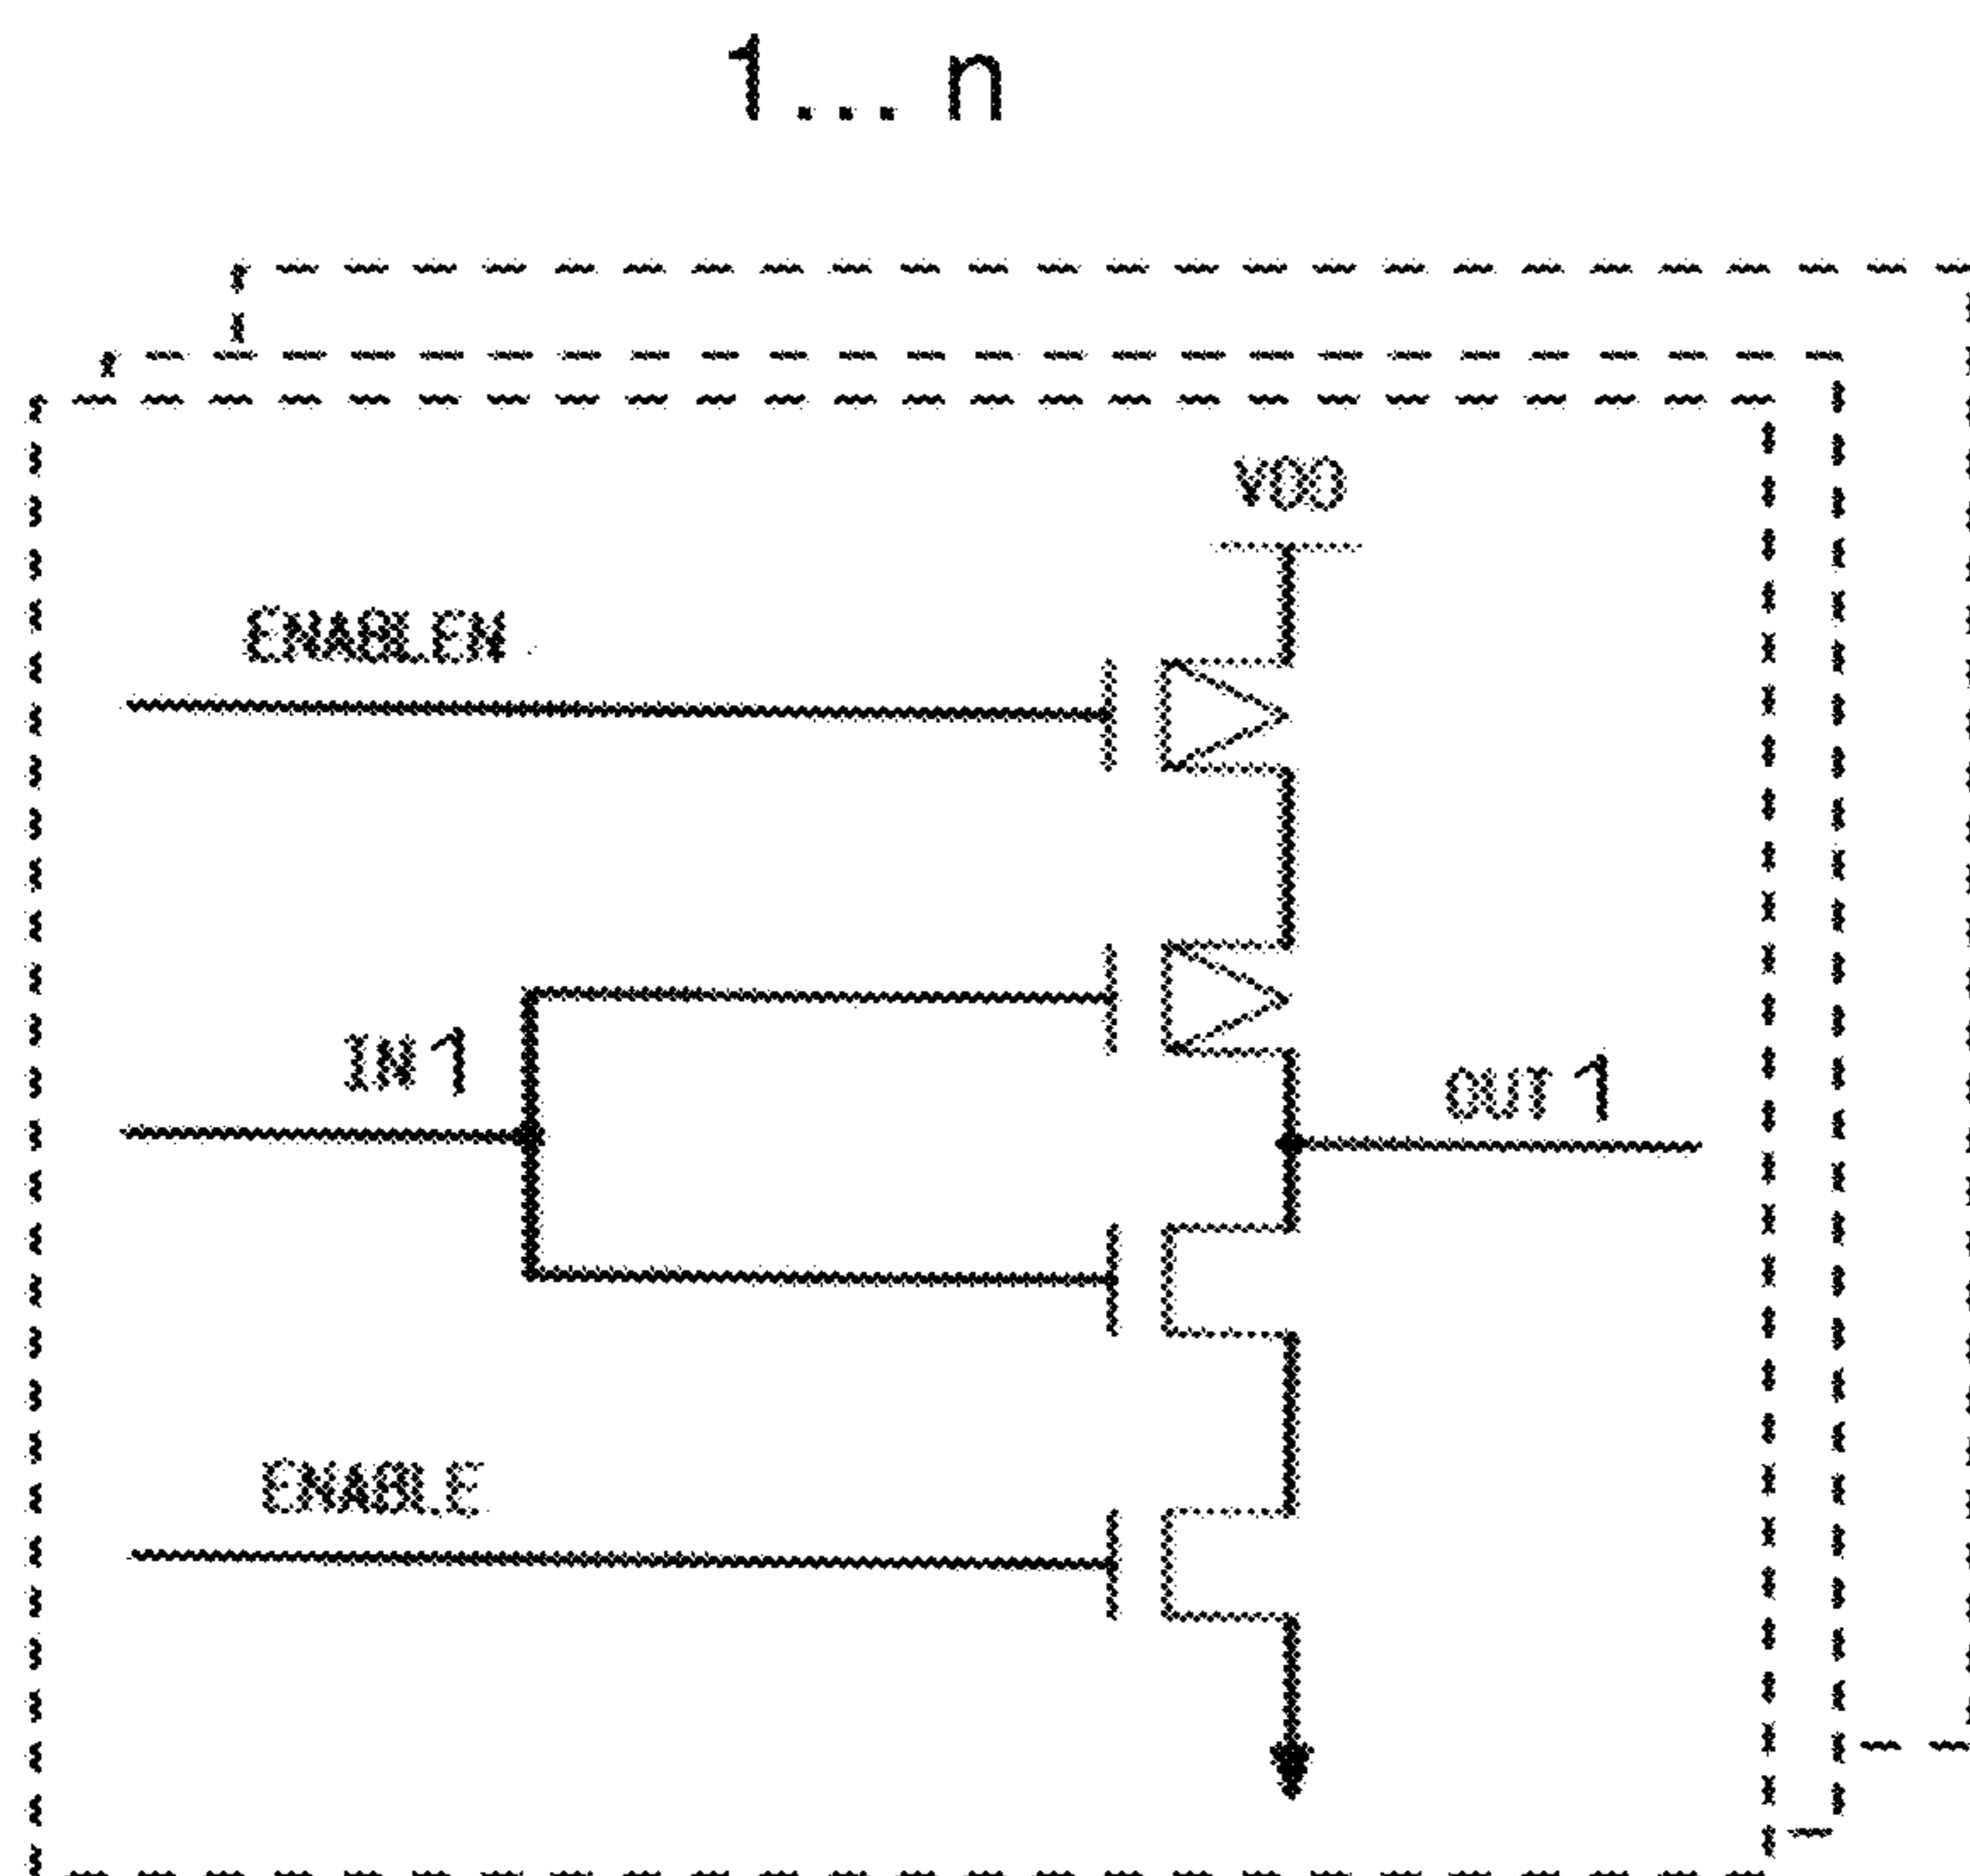 1... n
VDD
ENABLEN
IN1
OUT1
ENABLE